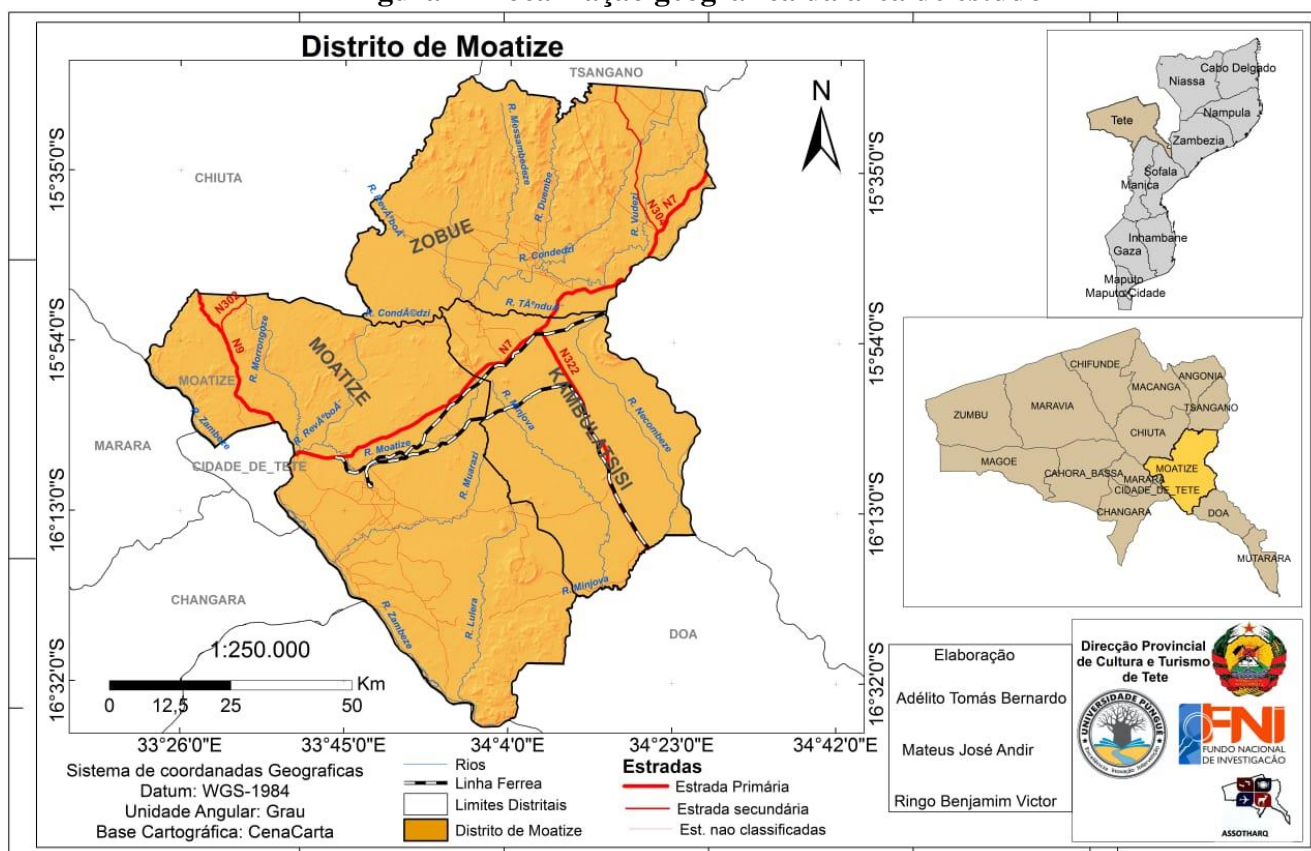 Distrito de Moatize
TSANGANO
N
CHIUTA
15°35'0"S
15°35'0"S
R. Messambedeze
R. Duembe
R. RevÃºboÃ
ZOBUE
N304
N7
R. Vudezi
R. Condedzi
N302
R. CondÃ©dzi
R. TÃºndua
15°54'0"S
15°54'0"S
N9
R. Morrongoze
MOATIZE
MOATIZE
N7
N322
KAMBULATSISI
R. Minjova
R. Necombeze
R. Zambeze
R. RevÃºboÃ
MARARA
CIDADE_DE_TETE
R. Moatize
R. Muarazi
16°13'0"S
16°13'0"S
CHANGARA
R. Minjova
R. Zambeze
R. Lulera
DOA
1:250.000
Km
0 12,5 25 50
16°32'0"S
16°32'0"S
33°26'0"E 33°45'0"E 34°4'0"E 34°23'0"E 34°42'0"E
Sistema de coordanadas Geograficas
Datum: WGS-1984
Unidade Angular: Grau
Base Cartográfica: CenaCarta
Rios
Linha Ferrea
Limites Distritais
Distrito de Moatize
Estradas
Estrada Primária
Estrada secundária
Est. nao classificadas
Cabo Delgado
Niassa
Tete
Nampula
Zambezia
Sofala
Manica
Inhambane
Gaza
Maputo
Maputo Cidade
CHIFUNDE
ANGONIA
MACANGA
ZUMBU
MARAVIA
TSANGANO
CHIUTA
MAGOE
CAHORA_BASSA
MOATIZE
MARARA
CIDADE_DE_TETE
CHANGARA
DOA
MUTARARA
Elaboração
Adélito Tomás Bernardo
Mateus José Andir
Ringo Benjamim Victor
Direcção Provincial
de Cultura e Turismo
de Tete
UNIVERSIDADE PÚNGUÈ
FNI
FUNDO NACIONAL
DE INVESTIGAÇÃO
ASSOTHARQ